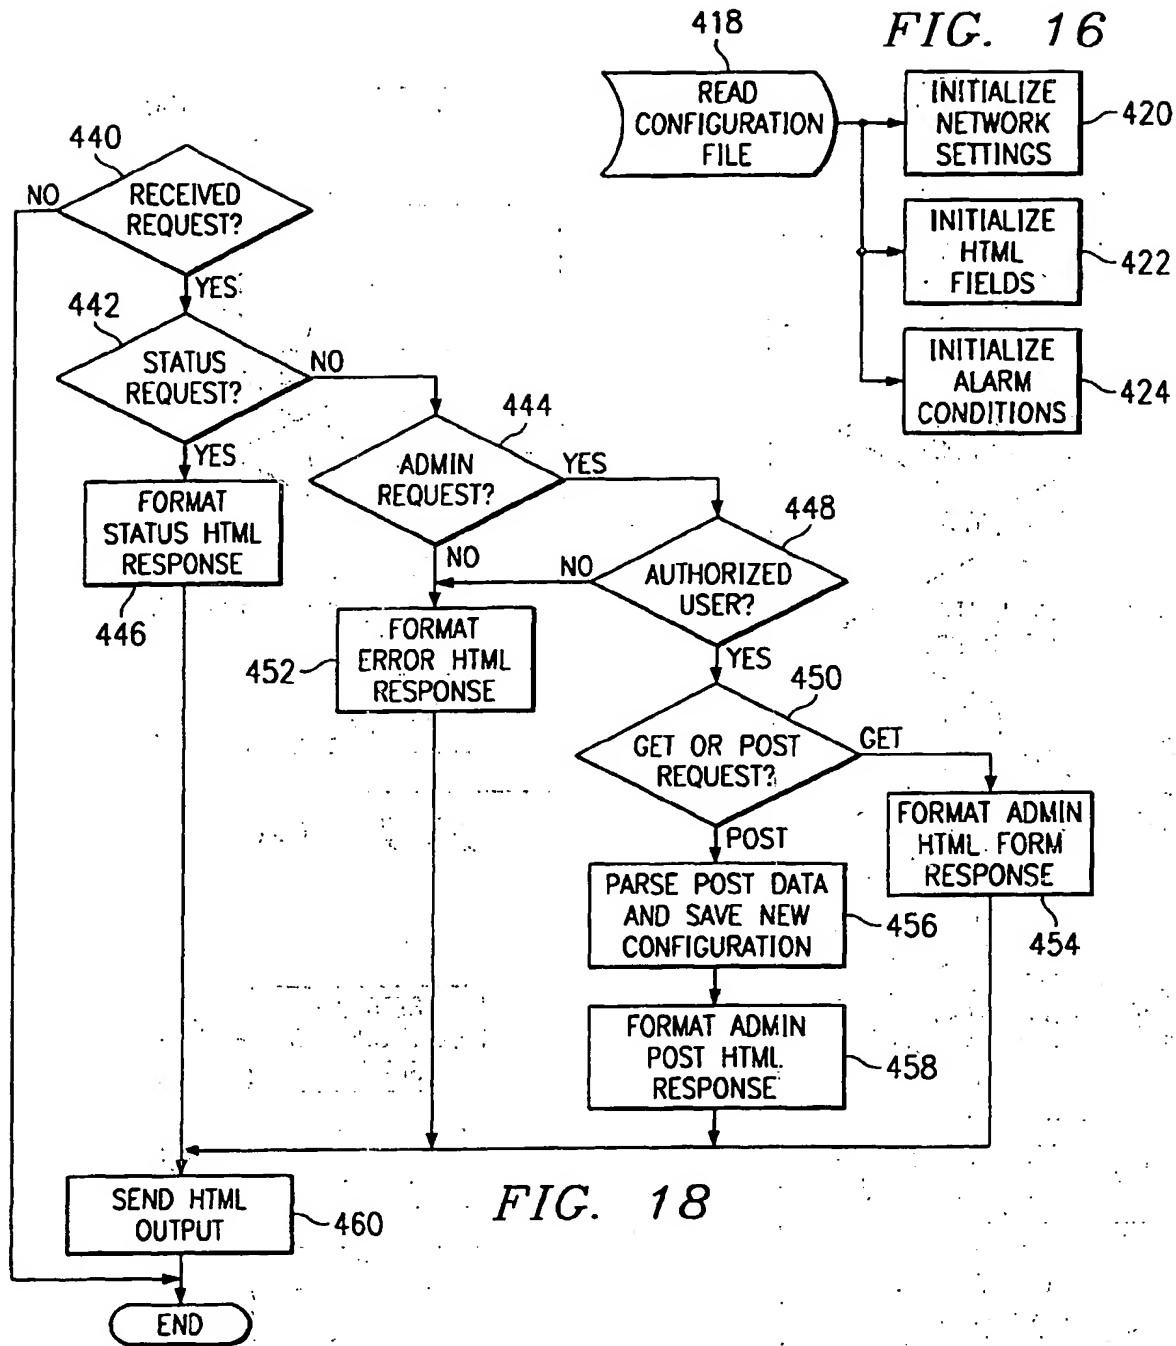 418
FIG. 16
READ
CONFIGURATION
FILE
INITIALIZE
NETWORK
SETTINGS
420
INITIALIZE
HTML
FIELDS
422
INITIALIZE
ALARM
CONDITIONS
424
440
NO
RECEIVED
REQUEST?
YES
442
STATUS
REQUEST?
NO
YES
444
ADMIN
REQUEST?
YES
NO
FORMAT
STATUS HTML
RESPONSE
446
448
NO
AUTHORIZED
USER?
YES
452
FORMAT
ERROR HTML
RESPONSE
450
GET OR POST
REQUEST?
GET
POST
FORMAT ADMIN
HTML FORM
RESPONSE
454
PARSE POST DATA
AND SAVE NEW
CONFIGURATION
456
FORMAT ADMIN
POST HTML
RESPONSE
458
SEND HTML
OUTPUT
460
FIG. 18
END